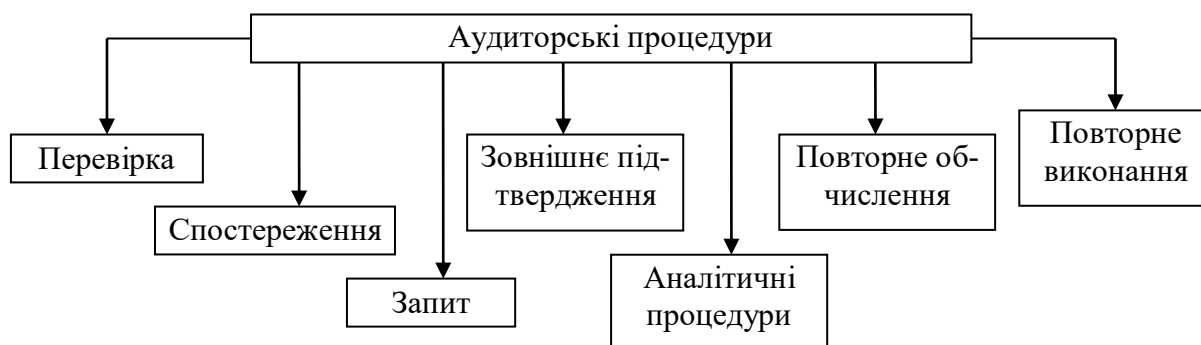 Аудиторські процедури
Перевірка
Спостереження
Запит
Зовнішнє під-
твердження
Аналітичні
процедури
Повторне об-
числення
Повторне
виконання